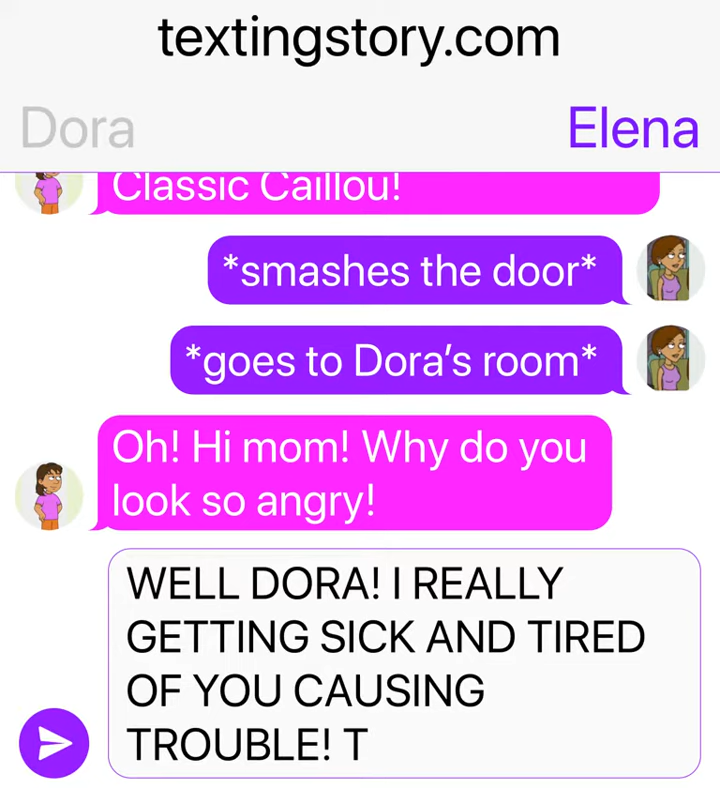 textingstory.com
Dora
Elena
Classic Caillou!
*smashes the door*
*goes to Dora’s room*
Oh! Hi mom! Why do you
look so angry!
WELL DORA! I REALLY
GETTING SICK AND TIRED
OF YOU CAUSING
TROUBLE! T